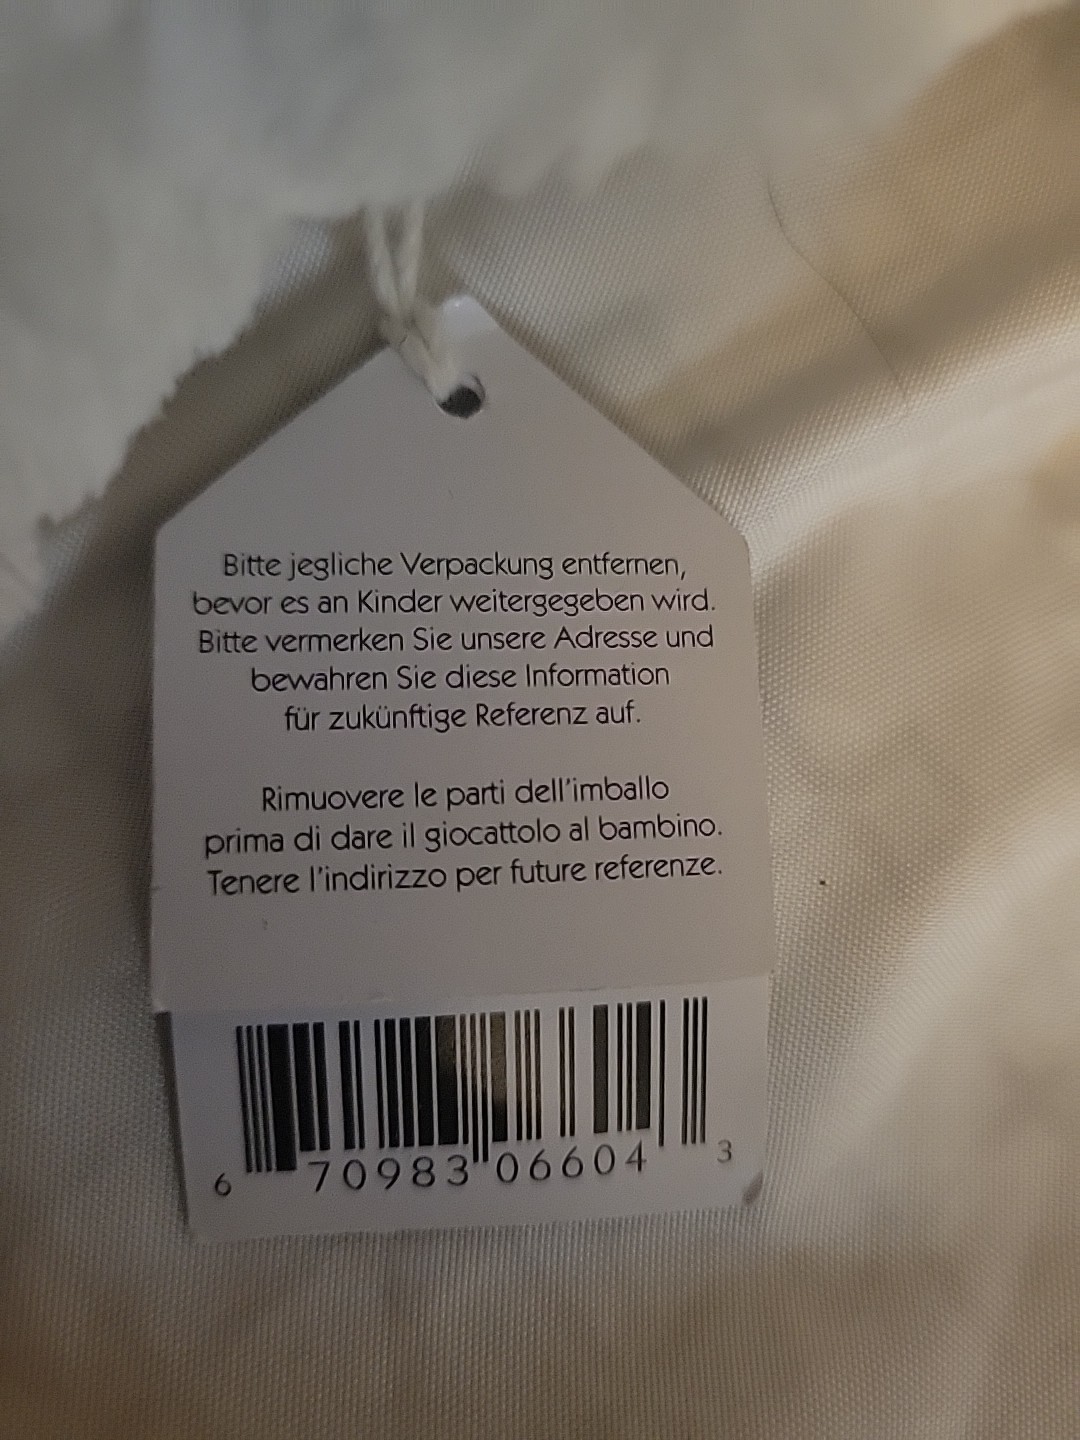 Bitte jegliche Verpackung entfernen,
bevor es an Kinder weitergegeben wird.
Bitte vermerken Sie unsere Adresse und
bewahren Sie diese Information
für zukünftige Referenz auf.
Rimuovere le parti dell'imballo
prima di dare il giocattolo al bambino.
Tenere l'indirizzo per future referenze.
6 70983 06604 3